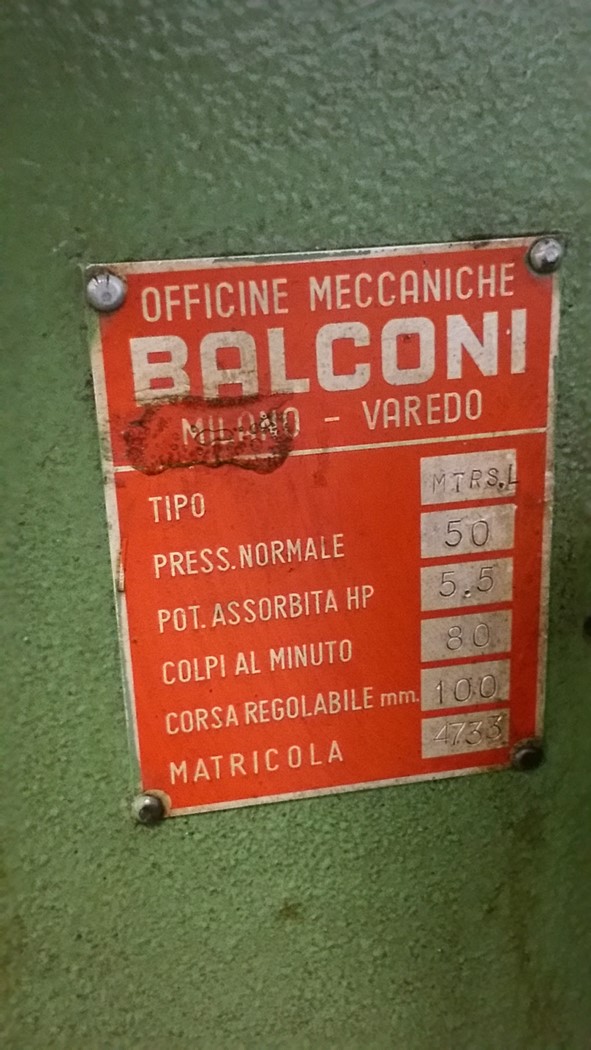 OFFICINE MECCANICHE
BALCONI
MILANO - VAREDO
TIPO MTRS.L
PRESS.NORMALE 50
POT. ASSORBITA HP 5.5
COLPI AL MINUTO 80
CORSA REGOLABILE mm. 100
MATRICOLA 4733